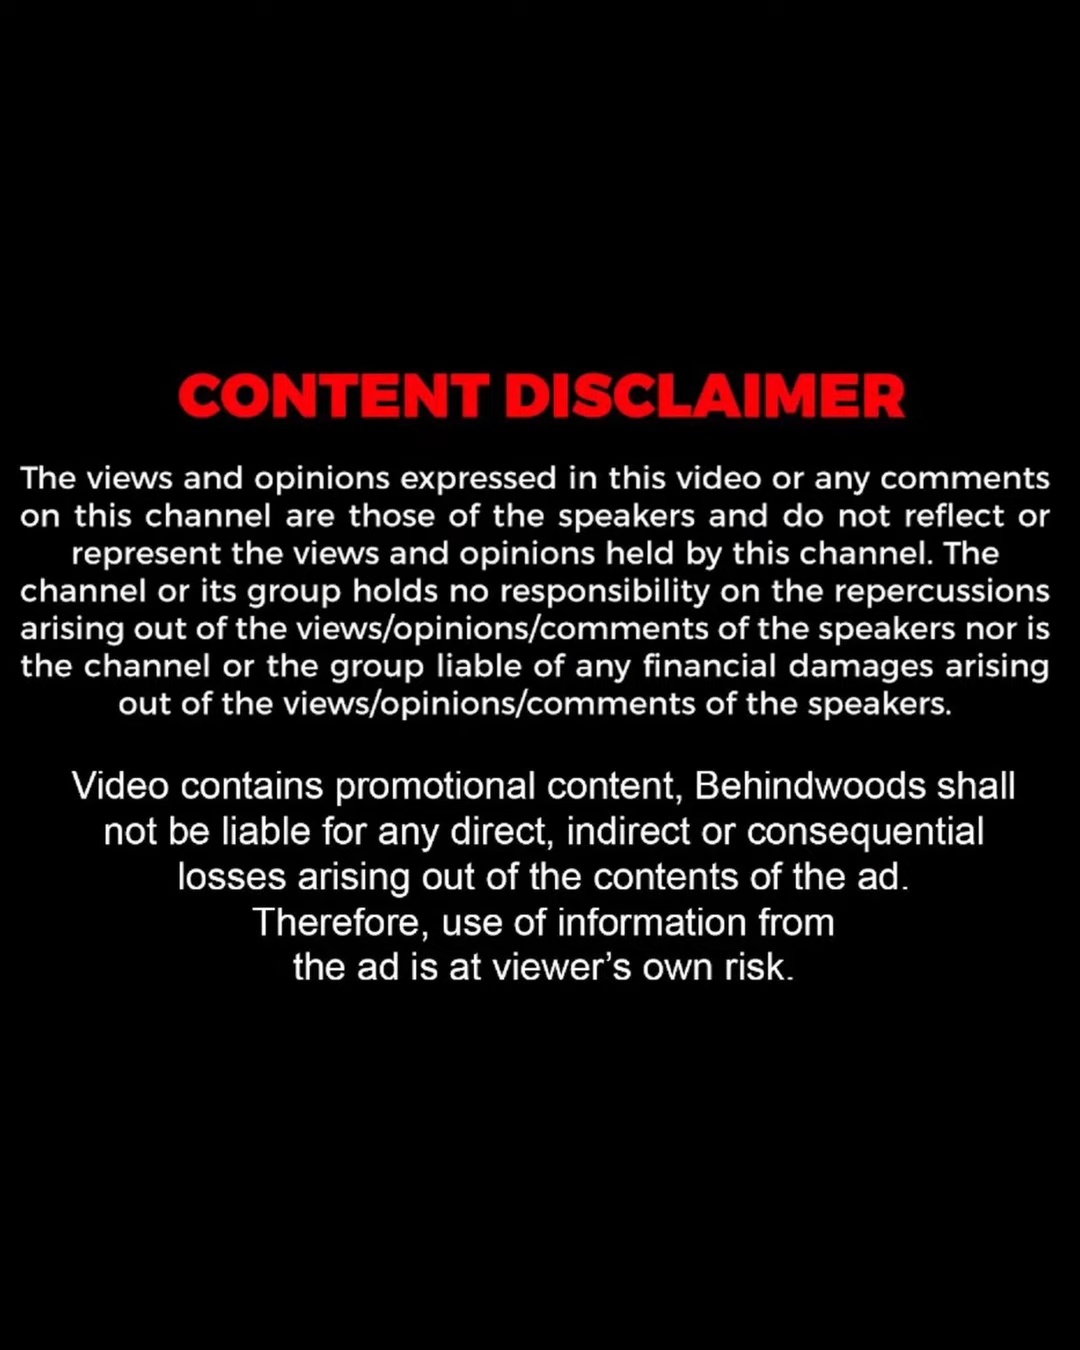 CONTENT DISCLAIMER
The views and opinions expressed in this video or any comments
on this channel are those of the speakers and do not reflect or
represent the views and opinions held by this channel. The
channel or its group holds no responsibility on the repercussions
arising out of the views/opinions/comments of the speakers nor is
the channel or the group liable of any financial damages arising
out of the views/opinions/comments of the speakers.
Video contains promotional content, Behindwoods shall
not be liable for any direct, indirect or consequential
losses arising out of the contents of the ad.
Therefore, use of information from
the ad is at viewer’s own risk.